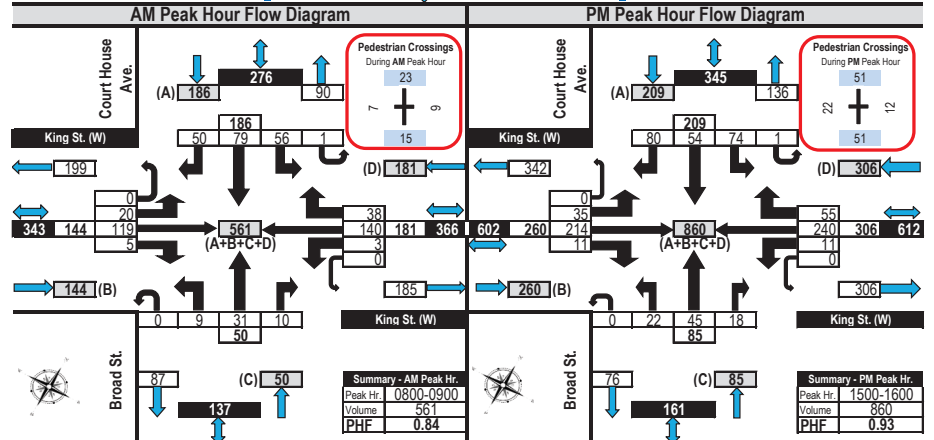 AM Peak Hour Flow Diagram
Court House Ave.
King St. (W)
(A) 186
276
90
Pedestrian Crossings
During AM Peak Hour
23
7
9
15
186
50 79 56 1
199
(D) 181
0
20
343 144 119
5
561
(A+B+C+D)
38
140 181 366
3
0
144 (B)
185
0 9 31 10
50
King St. (W)
Broad St.
87
(C) 50
137
Summary - AM Peak Hr.
Peak Hr. 0800-0900
Volume 561
PHF 0.84
PM Peak Hour Flow Diagram
Court House Ave.
King St. (W)
(A) 209
345
136
Pedestrian Crossings
During PM Peak Hour
51
22
12
51
209
80 54 74 1
342
(D) 306
0
35
602 260 214
11
860
(A+B+C+D)
55
240 306 612
11
0
260 (B)
306
0 22 45 18
85
King St. (W)
Broad St.
76
(C) 85
161
Summary - PM Peak Hr.
Peak Hr. 1500-1600
Volume 860
PHF 0.93